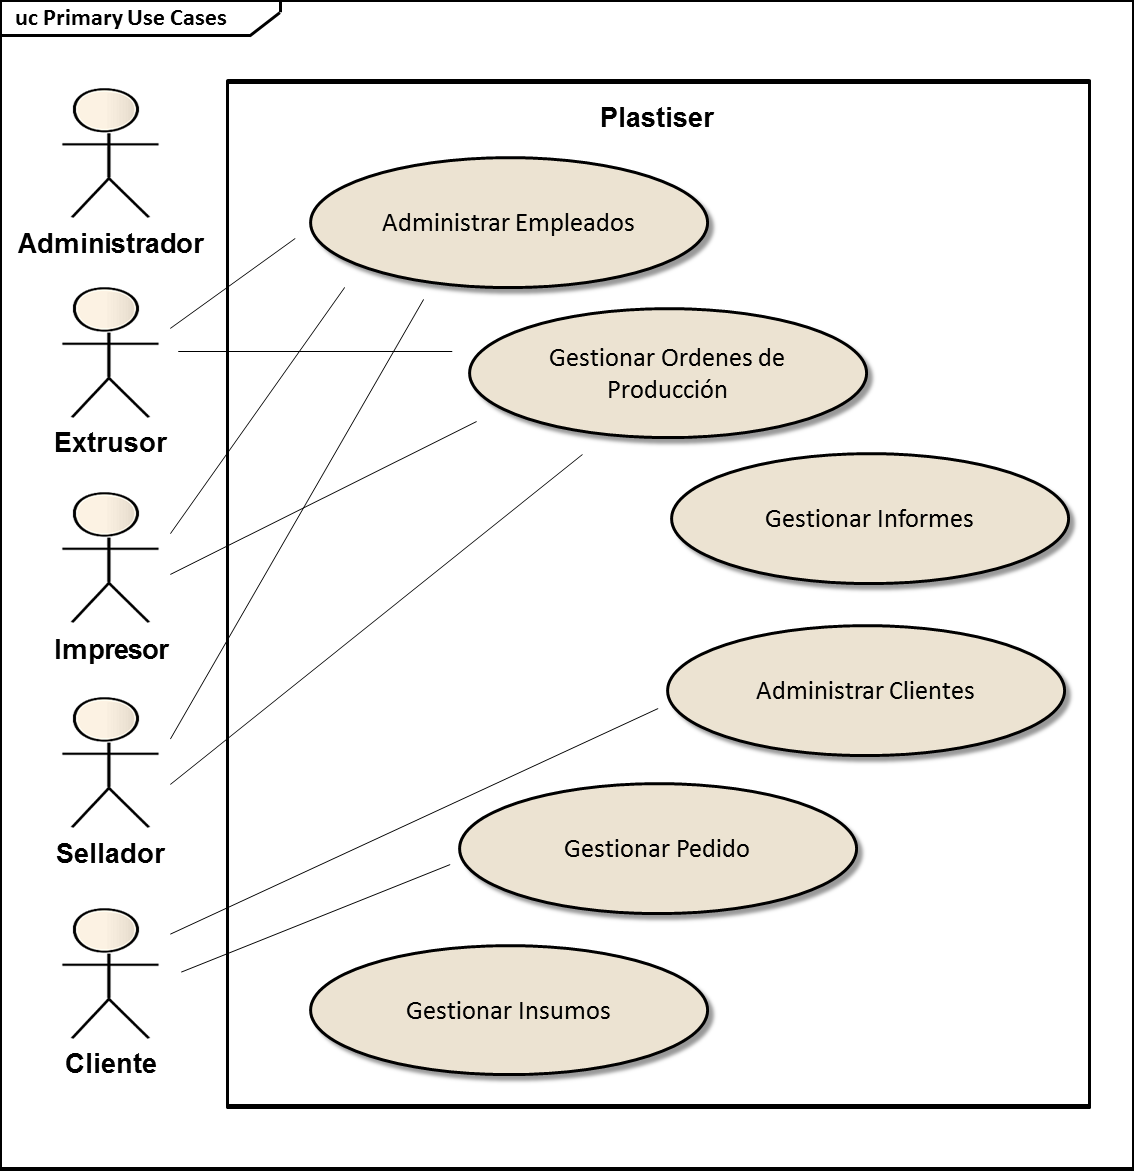 uc Primary Use Cases
Plastiser
Administrador
Administrar Empleados
Extrusor
Gestionar Ordenes de
Producción
Impresor
Gestionar Informes
Sellador
Administrar Clientes
Gestionar Pedido
Cliente
Gestionar Insumos